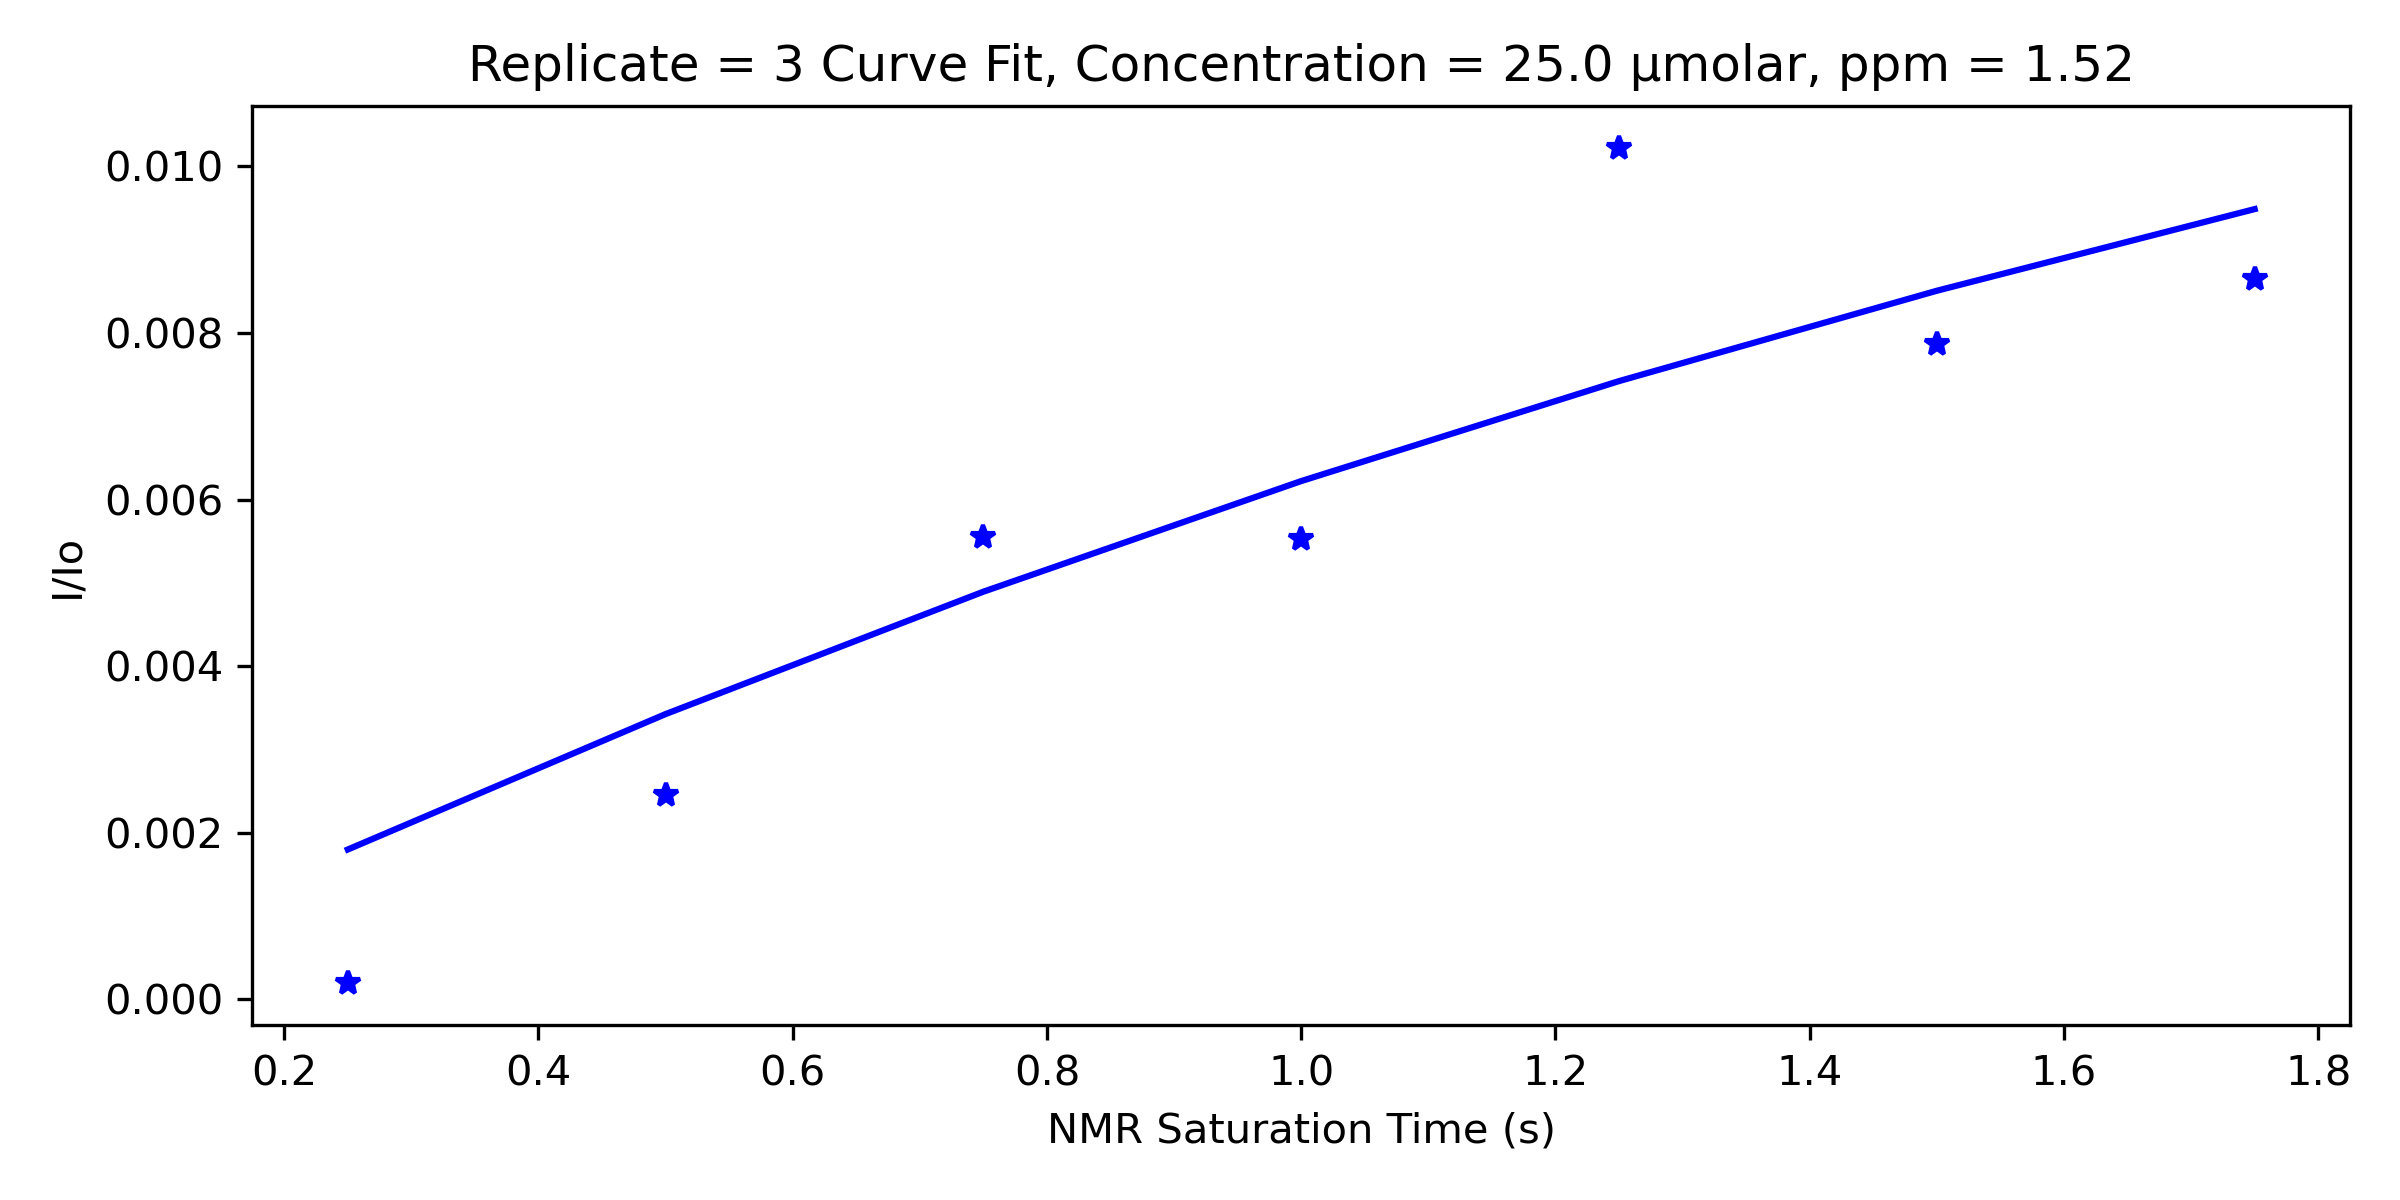 Replicate = 3 Curve Fit, Concentration = 25.0 µmolar, ppm = 1.52
0.010
0.008
0.006
0.004
0.002
0.000
I/Io
0.2 0.4 0.6 0.8 1.0 1.2 1.4 1.6 1.8
NMR Saturation Time (s)